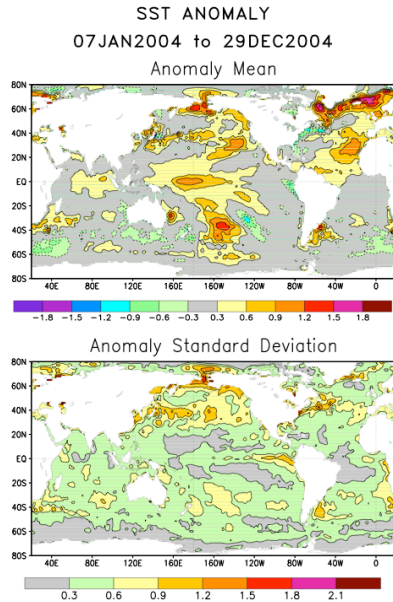 SST ANOMALY
07JAN2004 to 29DEC2004
Anomaly Mean
80N
60N
40N
20N
EQ
20S
40S
60S
80S
40E 80E 120E 160E 160W 120W 80W 40W 0
-1.8 -1.5 -1.2 -0.9 -0.6 -0.3 0.3 0.6 0.9 1.2 1.5 1.8
Anomaly Standard Deviation
80N
60N
40N
20N
EQ
20S
40S
60S
80S
40E 80E 120E 160E 160W 120W 80W 40W 0
0.3 0.6 0.9 1.2 1.5 1.8 2.1